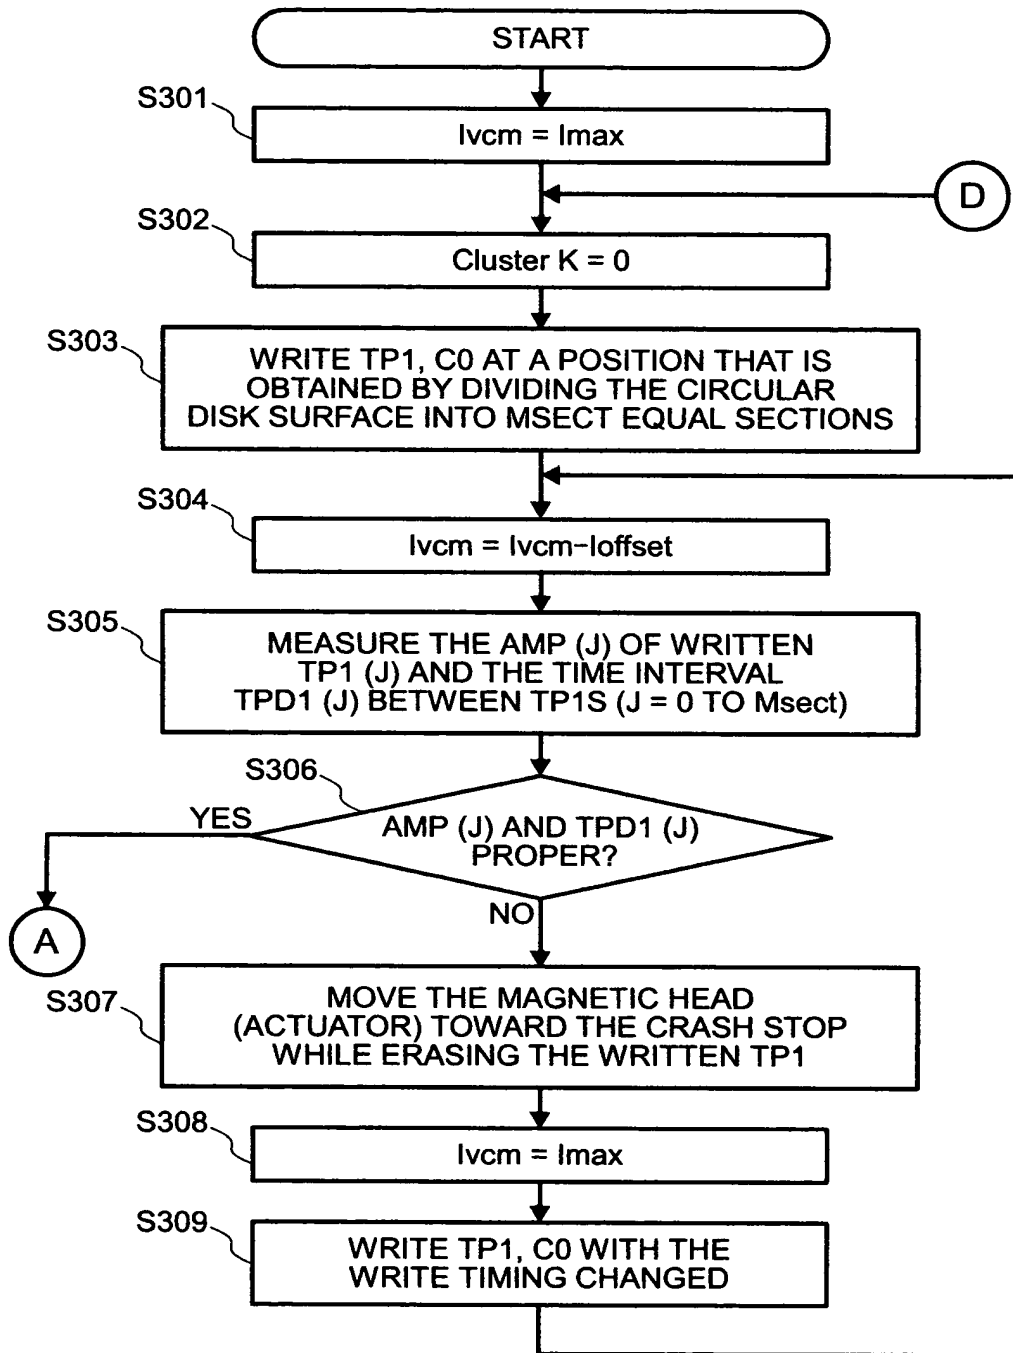 START
S301
Ivcm = Imax
D
S302
Cluster K = 0
S303
WRITE TP1, C0 AT A POSITION THAT IS
OBTAINED BY DIVIDING THE CIRCULAR
DISK SURFACE INTO MSECT EQUAL SECTIONS
S304
Ivcm = Ivcm−Ioffset
S305
MEASURE THE AMP (J) OF WRITTEN
TP1 (J) AND THE TIME INTERVAL
TPD1 (J) BETWEEN TP1S (J = 0 TO Msect)
S306
YES
AMP (J) AND TPD1 (J)
PROPER?
NO
A
S307
MOVE THE MAGNETIC HEAD
(ACTUATOR) TOWARD THE CRASH STOP
WHILE ERASING THE WRITTEN TP1
S308
Ivcm = Imax
S309
WRITE TP1, C0 WITH THE
WRITE TIMING CHANGED